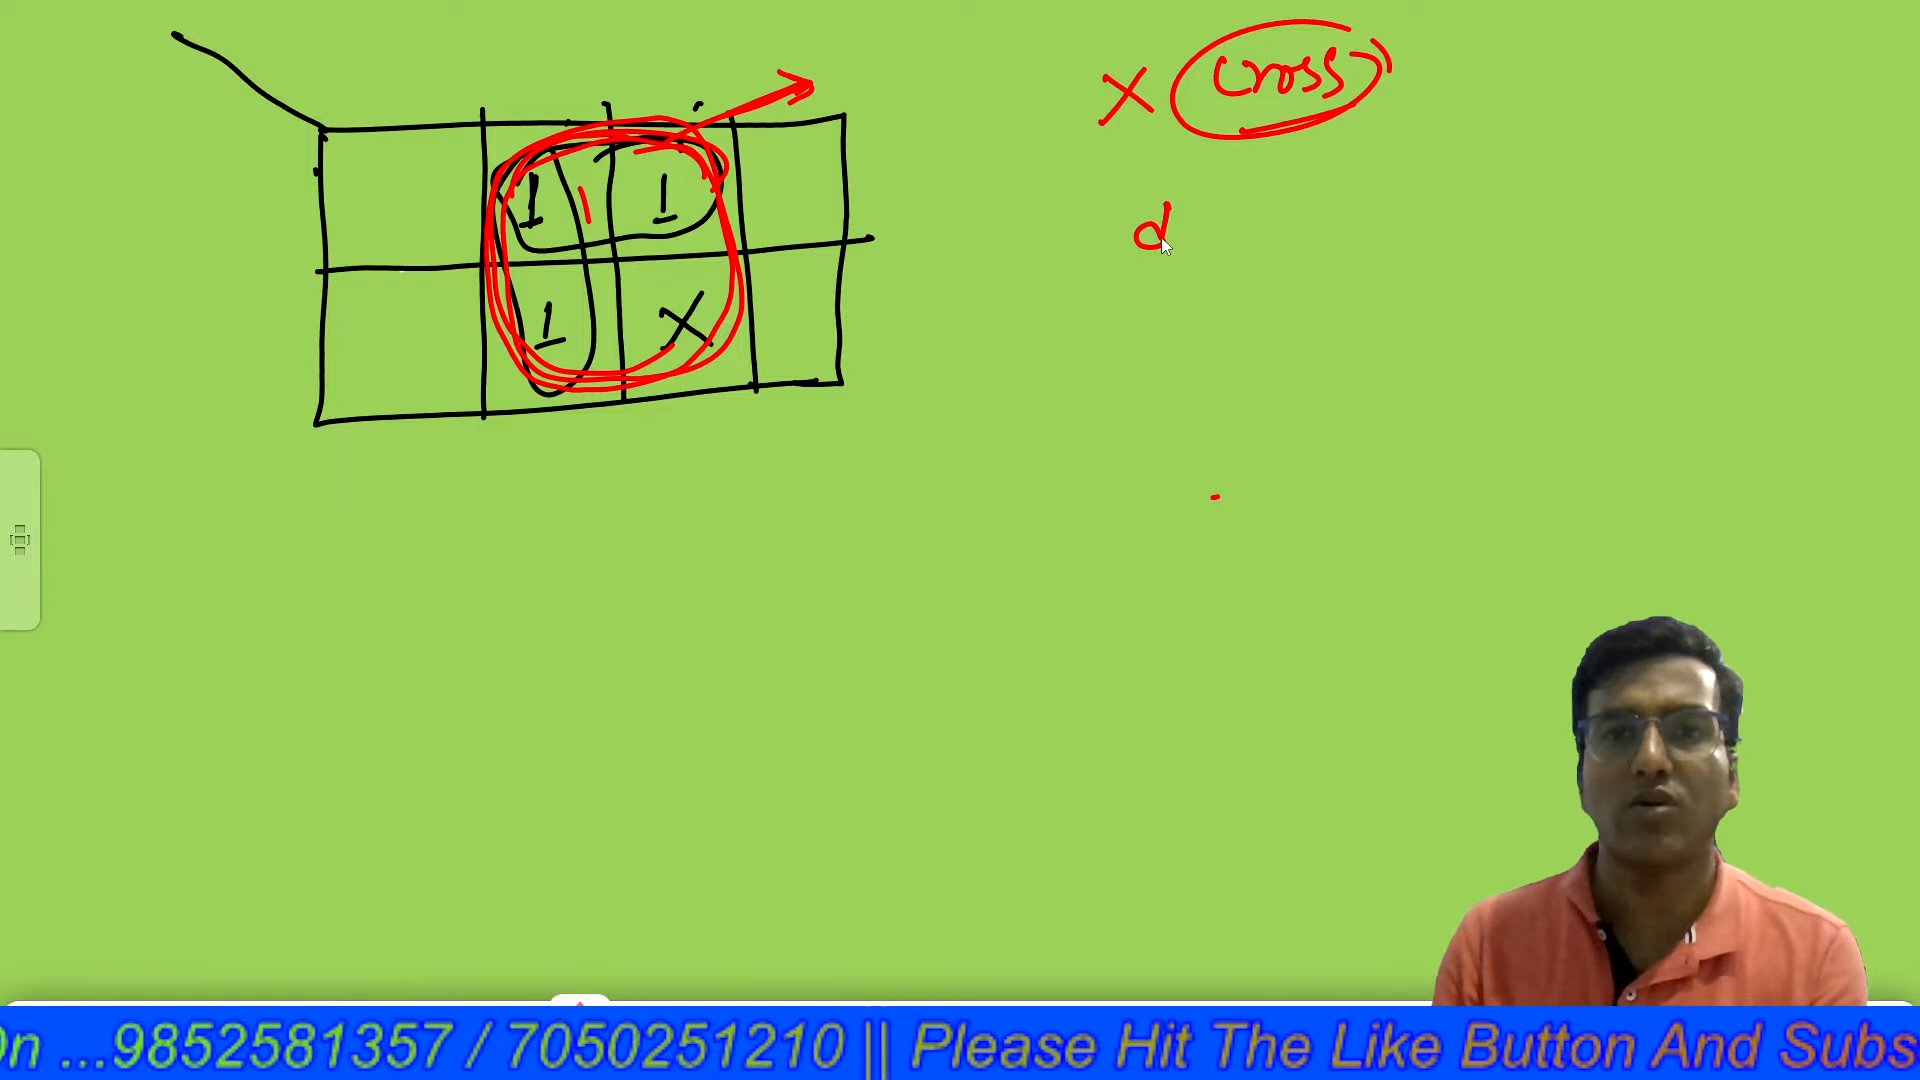 X (cross)
1 1
1 X
d
On ...9852581357 / 7050251210 || Please Hit The Like Button And Subs